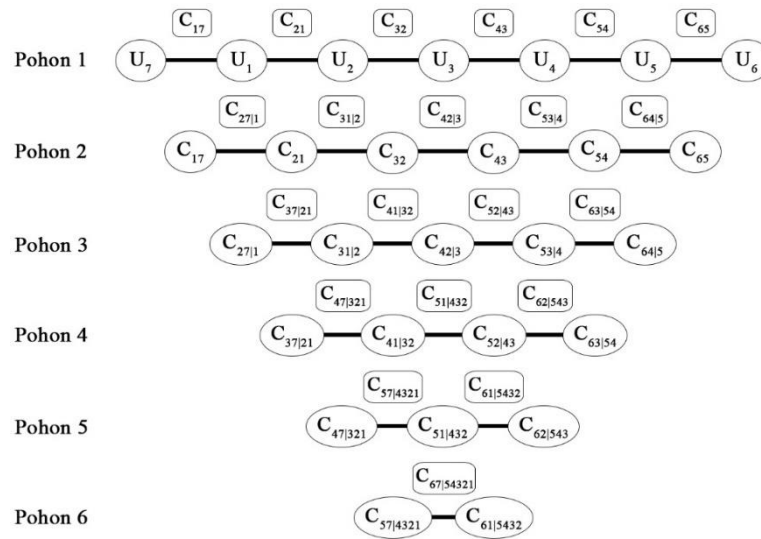 C₁₇ C₂₁ C₃₂ C₄₃ C₅₄ C₆₅
Pohon 1 U₇ U₁ U₂ U₃ U₄ U₅ U₆
C₂₇|₁ C₃₁|₂ C₄₂|₃ C₅₃|₄ C₆₄|₅
Pohon 2 C₁₇ C₂₁ C₃₂ C₄₃ C₅₄ C₆₅
C₃₇|₂₁ C₄₁|₃₂ C₅₂|₄₃ C₆₃|₅₄
Pohon 3 C₂₇|₁ C₃₁|₂ C₄₂|₃ C₅₃|₄ C₆₄|₅
C₄₇|₃₂₁ C₅₁|₄₃₂ C₆₂|₅₄₃
Pohon 4 C₃₇|₂₁ C₄₁|₃₂ C₅₂|₄₃ C₆₃|₅₄
C₅₇|₄₃₂₁ C₆₁|₅₄₃₂
Pohon 5 C₄₇|₃₂₁ C₅₁|₄₃₂ C₆₂|₅₄₃
C₆₇|₅₄₃₂₁
Pohon 6 C₅₇|₄₃₂₁ C₆₁|₅₄₃₂